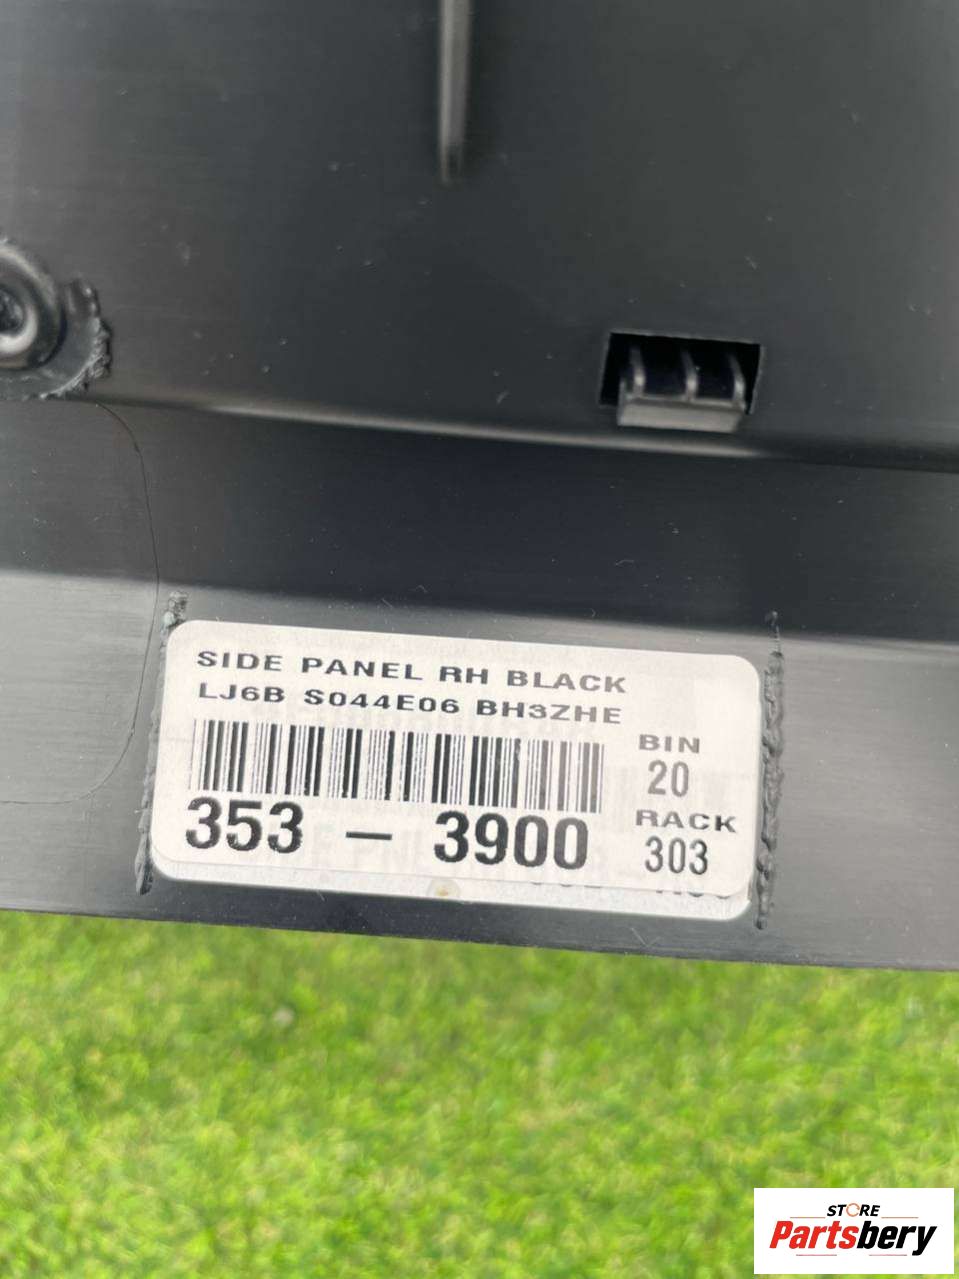 SIDE PANEL RH BLACK
LJ6B S044E06 BH3ZHE
BIN
20
353 - 3900
RACK
303
STORE
Partsbery